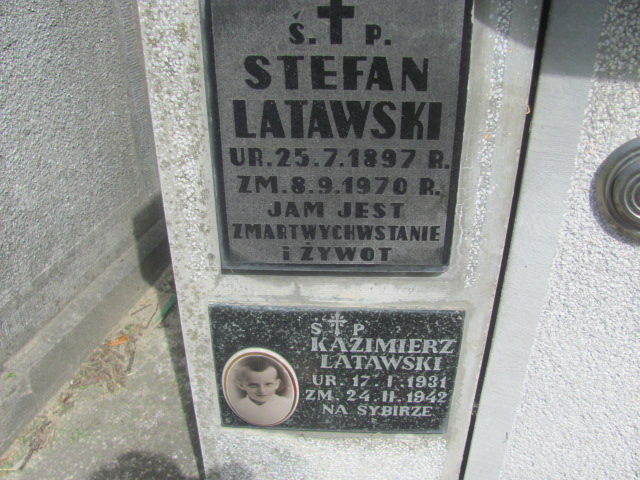 Ś. P.
STEFAN
LATAWSKI
UR. 25.7.1897 R.
ZM. 8.9.1970 R.
JAM JEST
ZMARTWYCHWSTANIE
i ŻYWOT
Ś P
KAZIMIERZ
LATAWSKI
UR. 17. I. 1931
ZM. 24. II. 1942
NA SYBIRZE